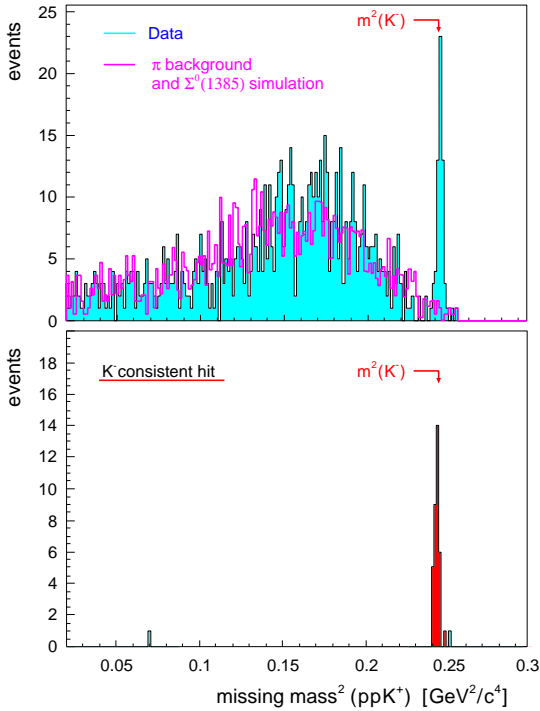 m²(K⁻)
Data
π background
and Σ⁰(1385) simulation
events
25
20
15
10
5
0
K⁻consistent hit
m²(K⁻)
events
18
16
14
12
10
8
6
4
2
0
0.05 0.1 0.15 0.2 0.25 0.3
missing mass² (ppK⁺) [GeV²/c⁴]